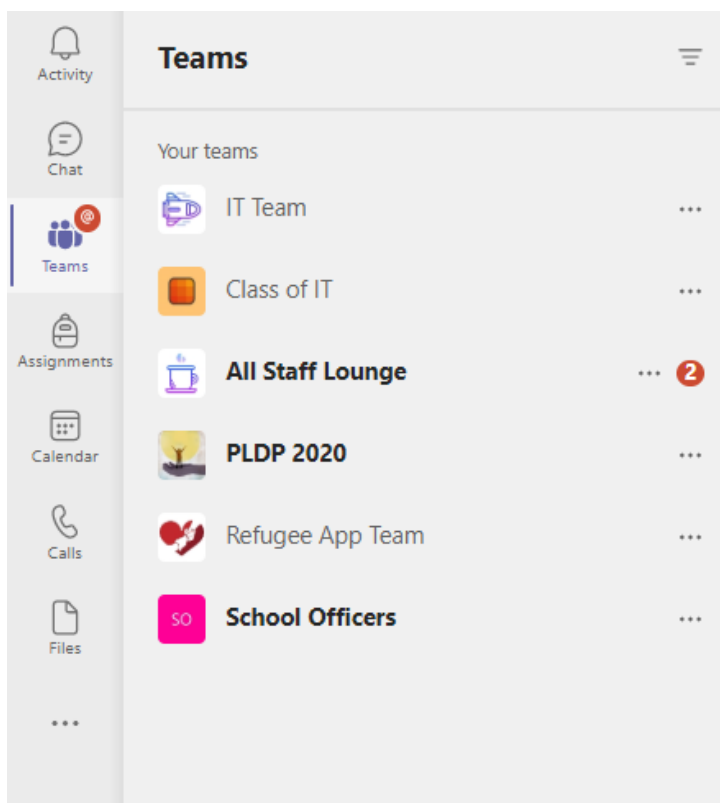 Activity
Chat
@
Teams
Assignments
Calendar
Calls
Files
Teams
Your teams
IT Team
Class of IT
All Staff Lounge
2
PLDP 2020
Refugee App Team
SO
School Officers